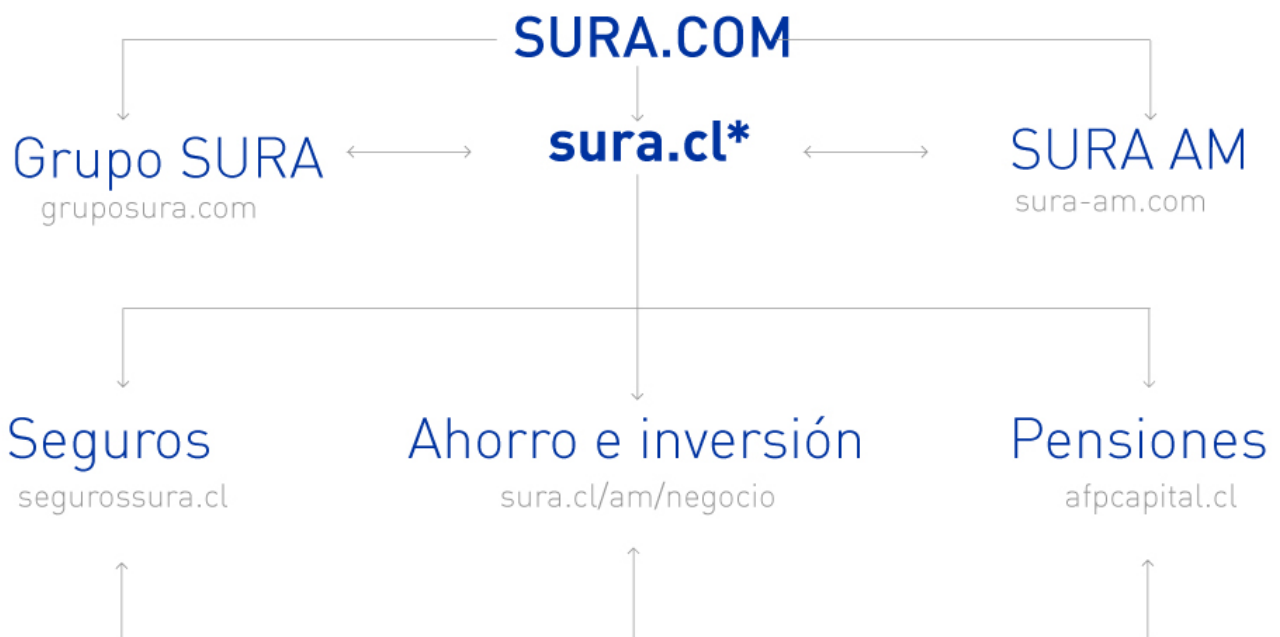 SURA.COM
Grupo SURA
gruposura.com
sura.cl*
SURA AM
sura-am.com
Seguros
segurossura.cl
Ahorro e inversión
sura.cl/am/negocio
Pensiones
afpcapital.cl